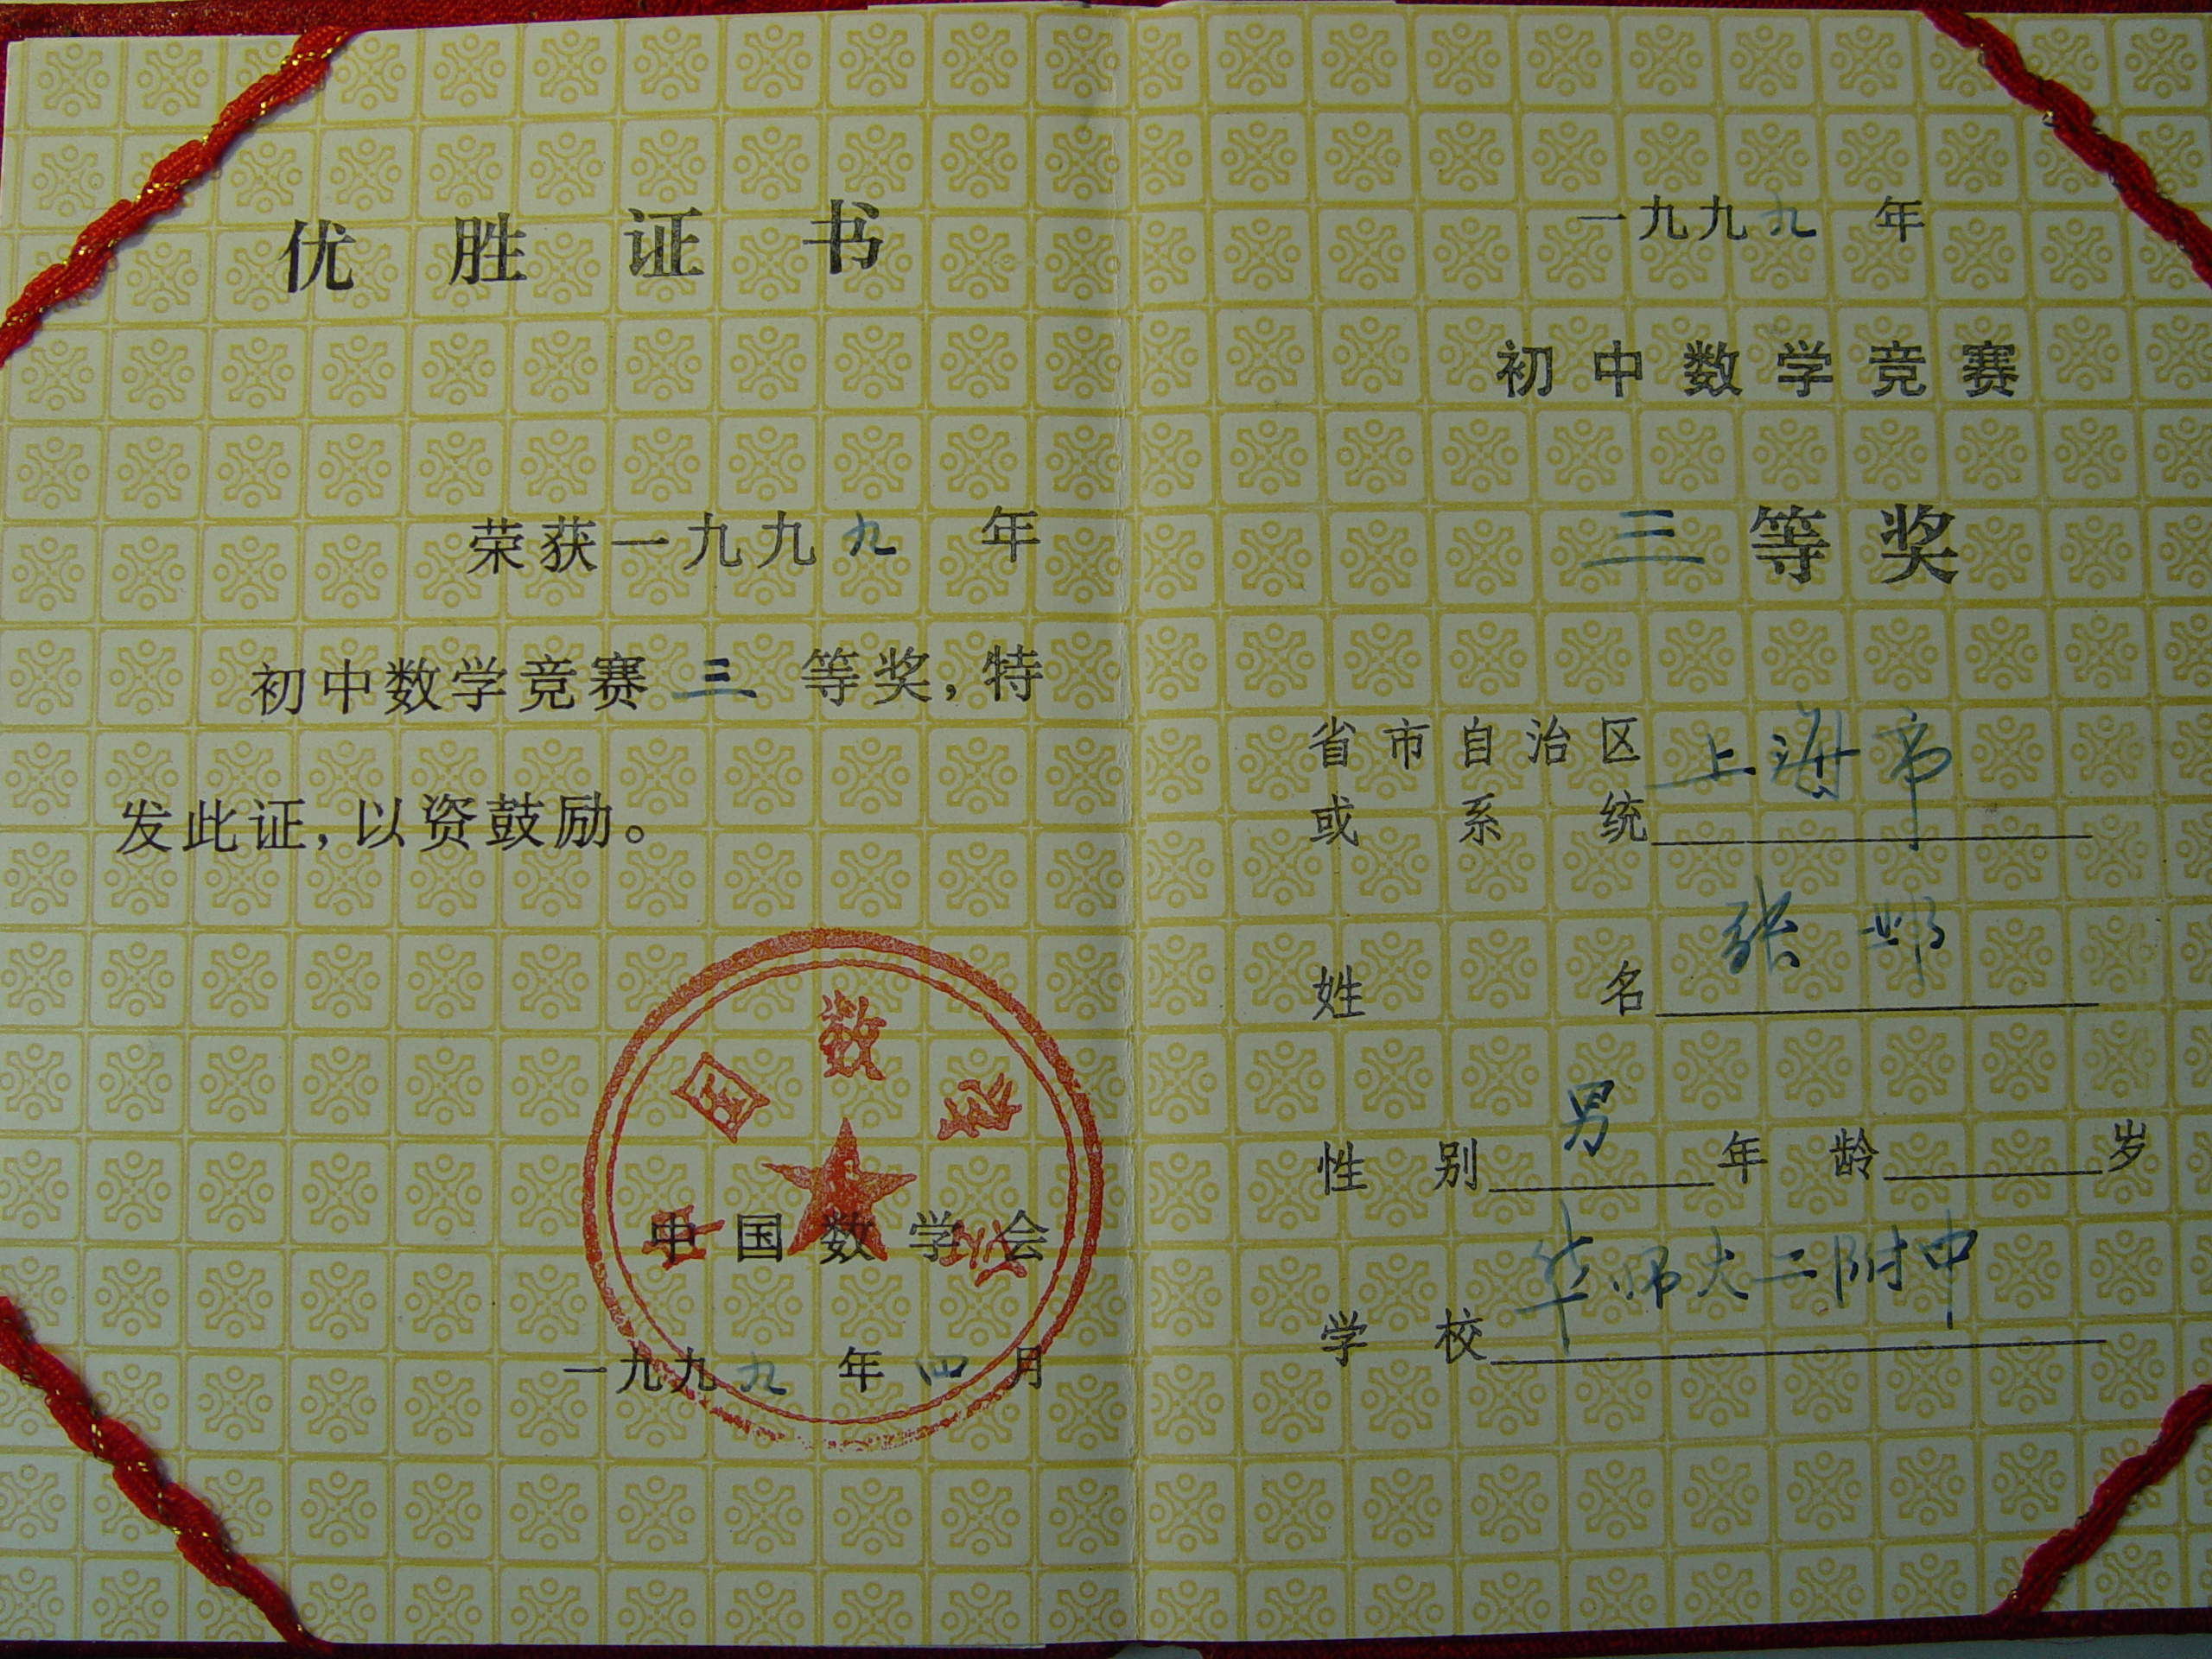 优胜证书
荣获一九九九年
初中数学竞赛三等奖，特
发此证，以资鼓励。
中国数学会
中国数学会
一九九九年四月
一九九九年
初中数学竞赛
三等奖
省市自治区
或系统 上海市
姓名 张
性别 男 年龄 岁
学校 华师大二附中